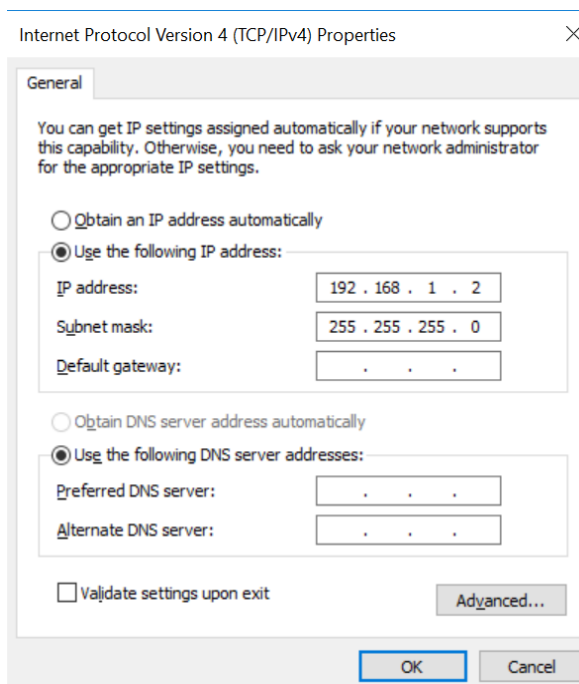 Internet Protocol Version 4 (TCP/IPv4) Properties
General
You can get IP settings assigned automatically if your network supports
this capability. Otherwise, you need to ask your network administrator
for the appropriate IP settings.
Obtain an IP address automatically
Use the following IP address:
IP address: 192 . 168 . 1 . 2
Subnet mask: 255 . 255 . 255 . 0
Default gateway: . . .
Obtain DNS server address automatically
Use the following DNS server addresses:
Preferred DNS server: . . .
Alternate DNS server: . . .
Validate settings upon exit
Advanced...
OK Cancel